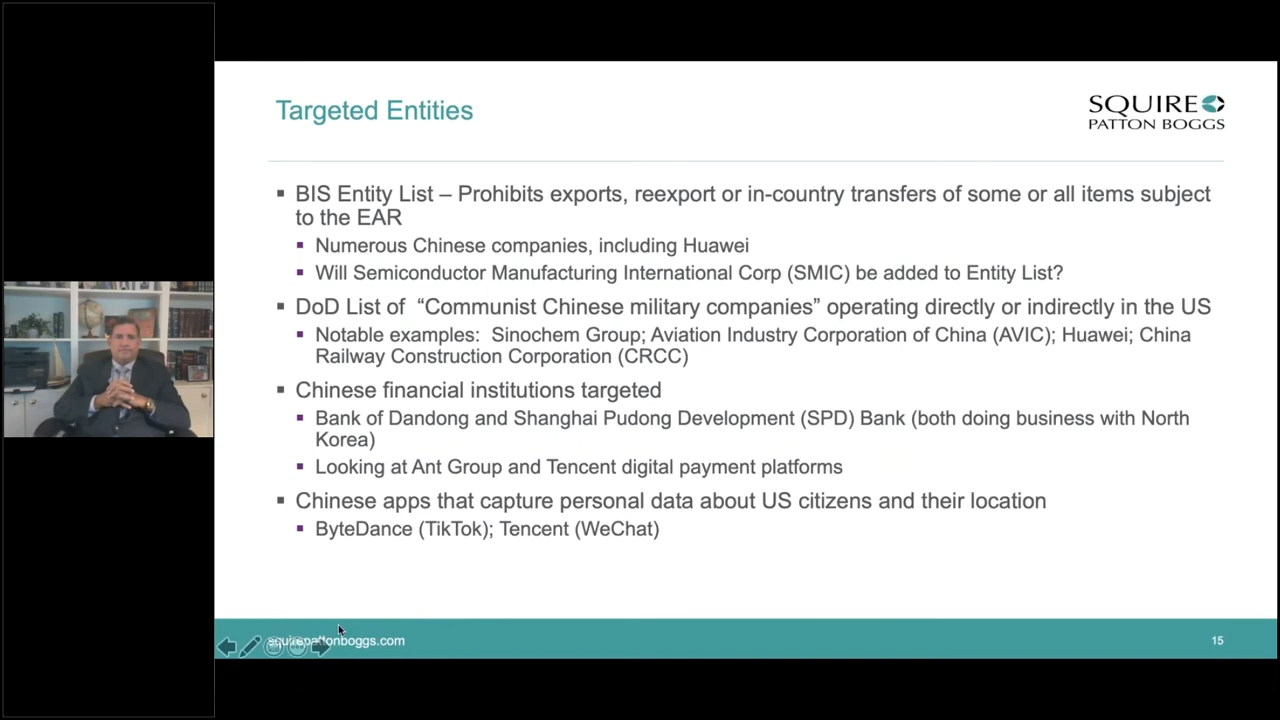 Targeted Entities
SQUIRE
PATTON BOGGS
▪ BIS Entity List – Prohibits exports, reexport or in-country transfers of some or all items subject
to the EAR
▪ Numerous Chinese companies, including Huawei
▪ Will Semiconductor Manufacturing International Corp (SMIC) be added to Entity List?
▪ DoD List of “Communist Chinese military companies” operating directly or indirectly in the US
▪ Notable examples: Sinochem Group; Aviation Industry Corporation of China (AVIC); Huawei; China
Railway Construction Corporation (CRCC)
▪ Chinese financial institutions targeted
▪ Bank of Dandong and Shanghai Pudong Development (SPD) Bank (both doing business with North
Korea)
▪ Looking at Ant Group and Tencent digital payment platforms
▪ Chinese apps that capture personal data about US citizens and their location
▪ ByteDance (TikTok); Tencent (WeChat)
squirepattonboggs.com
15